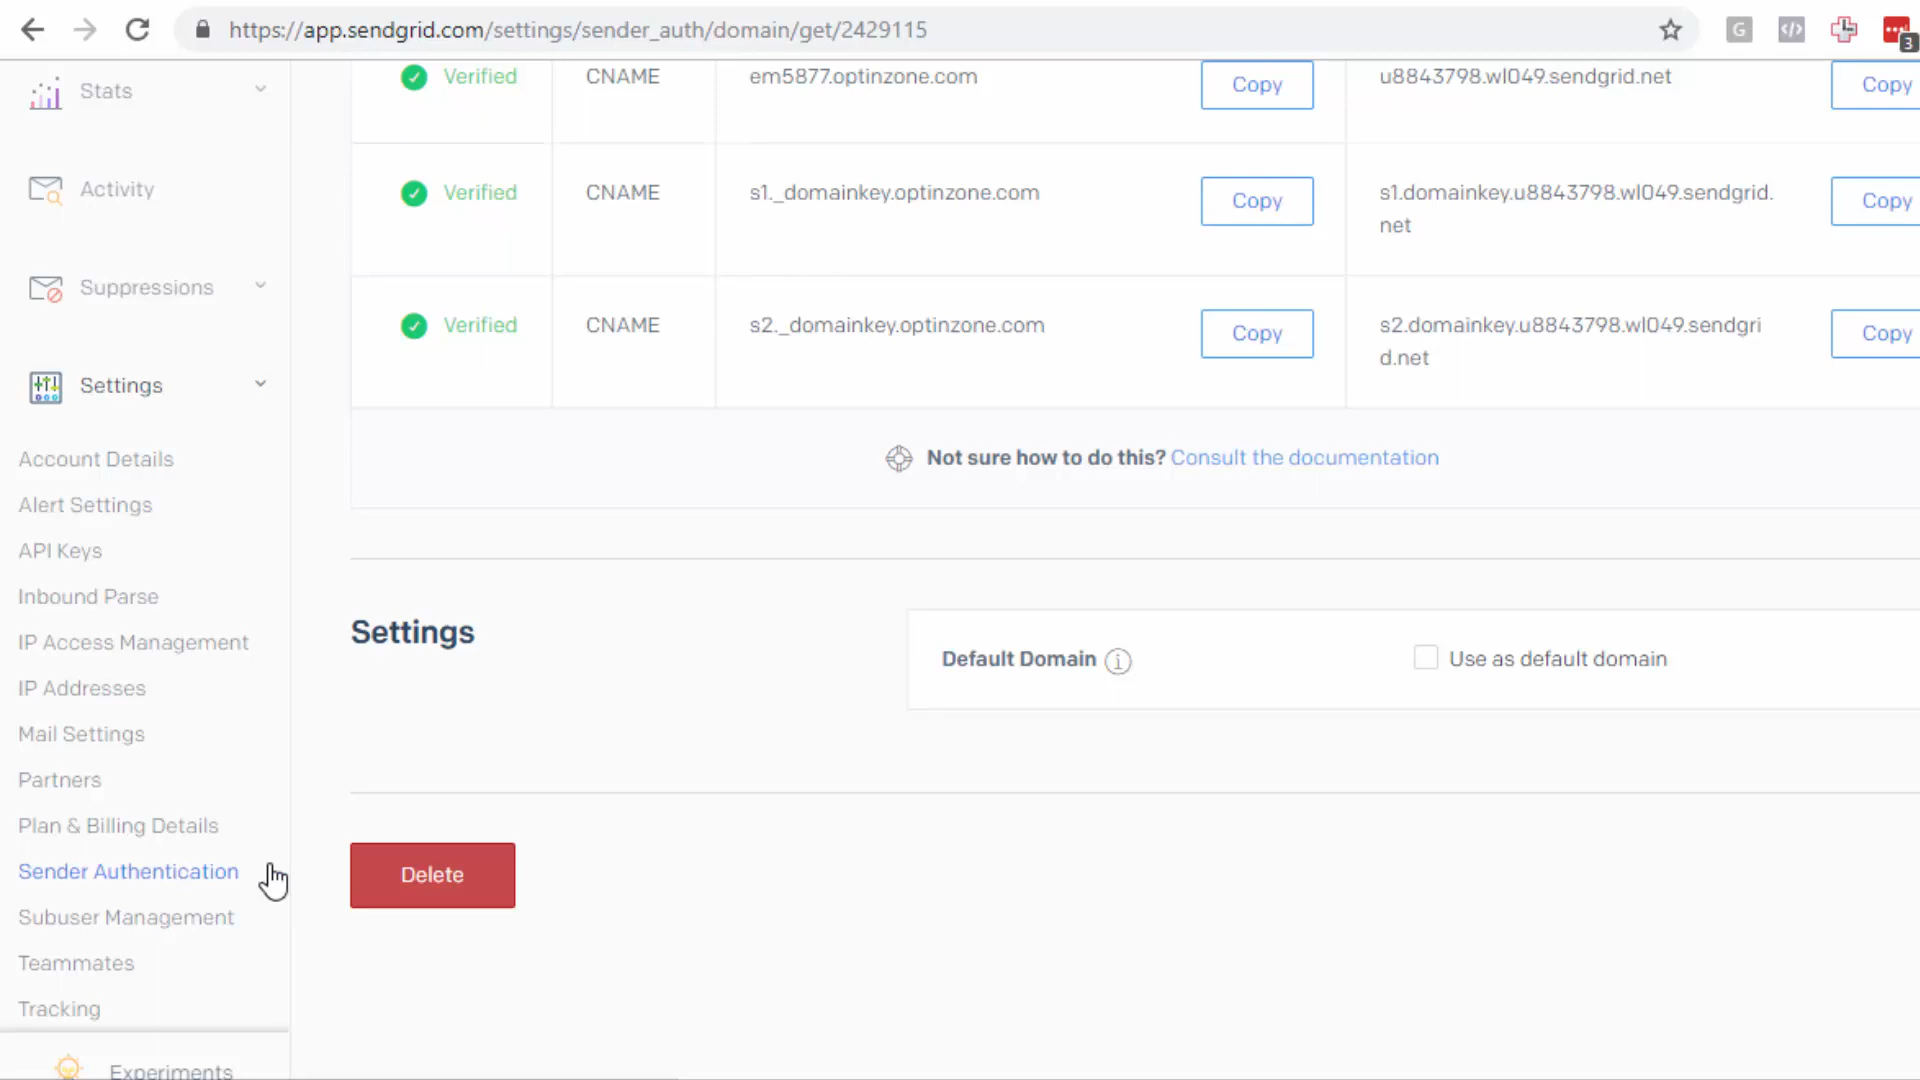 https://app.sendgrid.com/settings/sender_auth/domain/get/2429115
G
</>
3
Stats
Activity
Suppressions
Settings
Account Details
Alert Settings
API Keys
Inbound Parse
IP Access Management
IP Addresses
Mail Settings
Partners
Plan & Billing Details
Sender Authentication
Subuser Management
Teammates
Tracking
Experiments
Verified CNAME em5877.optinzone.com Copy u8843798.wl049.sendgrid.net Copy
Verified CNAME s1._domainkey.optinzone.com Copy s1.domainkey.u8843798.wl049.sendgrid. Copy
net
Verified CNAME s2._domainkey.optinzone.com Copy s2.domainkey.u8843798.wl049.sendgri Copy
d.net
Not sure how to do this? Consult the documentation
Settings
Default Domain i Use as default domain
Delete